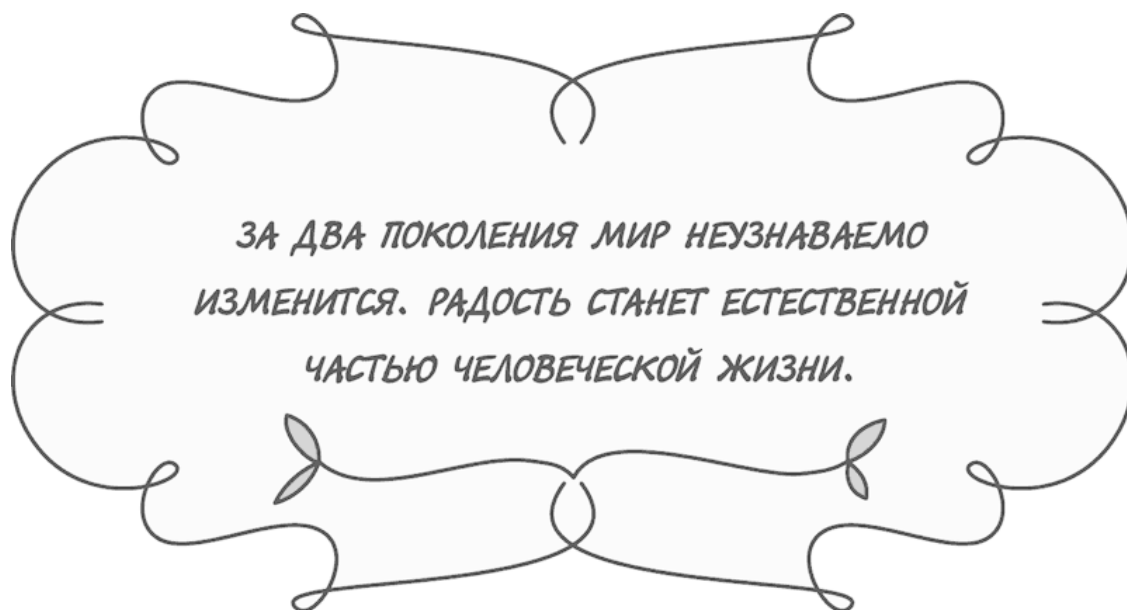 ЗА ДВА ПОКОЛЕНИЯ МИР НЕУЗНАВАЕМО
ИЗМЕНИТСЯ. РАДОСТЬ СТАНЕТ ЕСТЕСТВЕННОЙ
ЧАСТЬЮ ЧЕЛОВЕЧЕСКОЙ ЖИЗНИ.